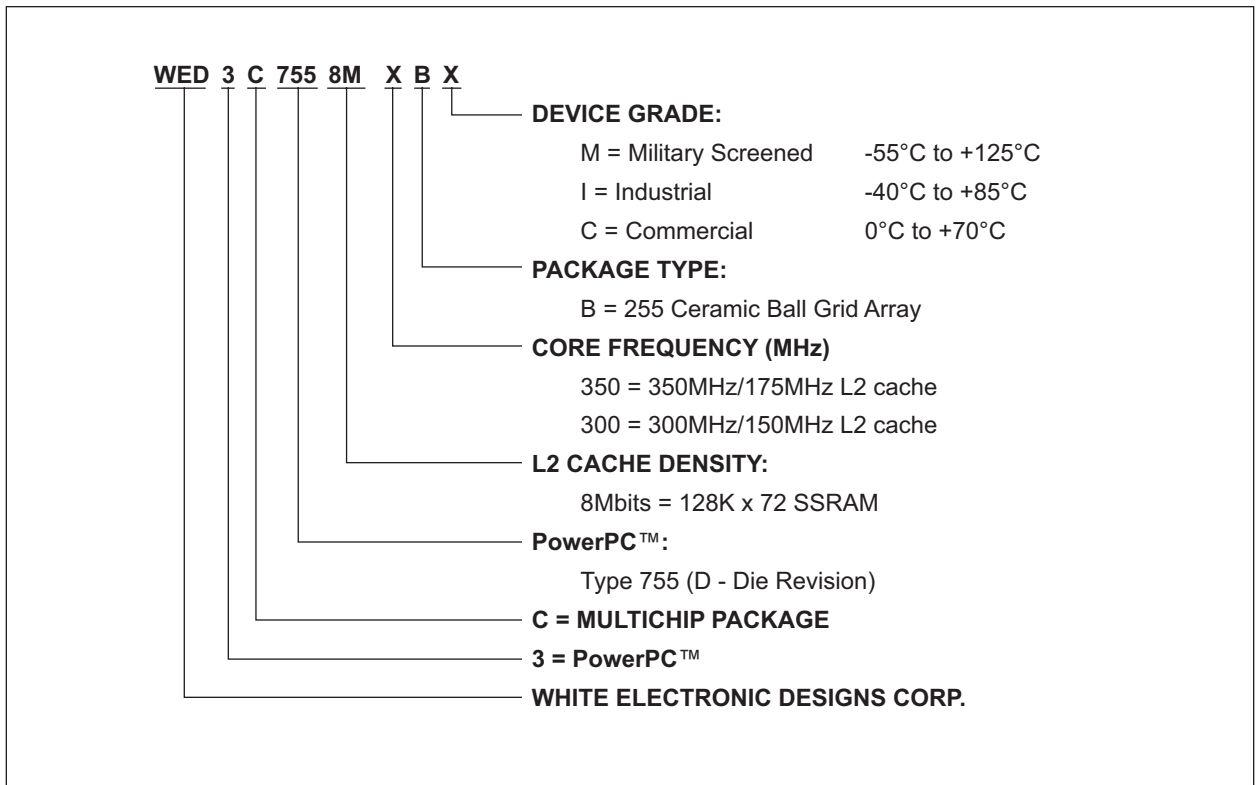 WED 3 C 755 8M X B X
DEVICE GRADE:
M = Military Screened -55°C to +125°C
I = Industrial -40°C to +85°C
C = Commercial 0°C to +70°C
PACKAGE TYPE:
B = 255 Ceramic Ball Grid Array
CORE FREQUENCY (MHz)
350 = 350MHz/175MHz L2 cache
300 = 300MHz/150MHz L2 cache
L2 CACHE DENSITY:
8Mbits = 128K x 72 SSRAM
PowerPC™:
Type 755 (D - Die Revision)
C = MULTICHIP PACKAGE
3 = PowerPC™
WHITE ELECTRONIC DESIGNS CORP.